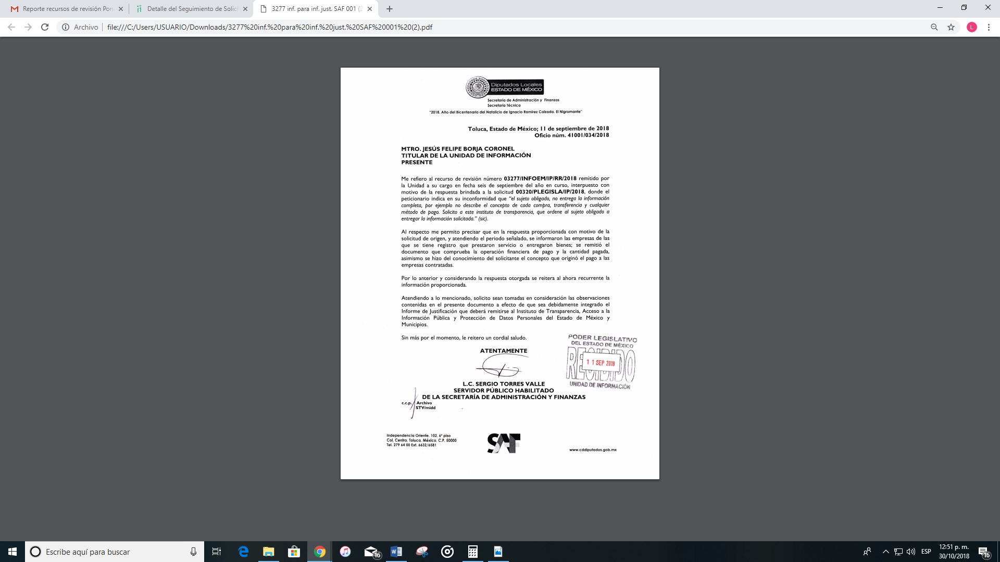 Reporte recursos de revisión Pon
Detalle del Seguimiento de Solici
3277 inf. para inf. just. SAF 001 (2
Archivo
file:///C:/Users/USUARIO/Downloads/3277%20inf.%20para%20inf.%20just.%20SAF%20001%20(2).pdf
L
Diputados Locales
ESTADO DE MÉXICO
Secretaría de Administración y Finanzas
Secretaría Técnica
"2018. Año del Bicentenario del Natalicio de Ignacio Ramírez Calzada. El Nigromante"
Toluca, Estado de México; 11 de septiembre de 2018
Oficio núm. 41001/034/2018
MTRO. JESÚS FELIPE BORJA CORONEL
TITULAR DE LA UNIDAD DE INFORMACIÓN
PRESENTE
Me refiero al recurso de revisión número 03277/INFOEM/IP/RR/2018 remitido por
la Unidad a su cargo en fecha seis de septiembre del año en curso, interpuesto con
motivo de la respuesta brindada a la solicitud 00320/PLEGISLA/IP/2018, donde el
peticionario indica en su inconformidad que "el sujeto obligado, no entrega la información
completa, por ejemplo no describe el concepto de cada compra, transferencia y cualquier
método de pago. Solicito a este instituto de transparencia, que ordene al sujeto obligado a
entregar la información solicitada." (sic).
Al respecto me permito precisar que en la respuesta proporcionada con motivo de la
solicitud de origen, y atendiendo el periodo señalado, se informaron las empresas de las
que se tiene registro que prestaron servicio o entregaron bienes; se remitió el
documento que comprueba la operación financiera de pago y la cantidad pagada,
asimismo se hizo del conocimiento del solicitante el concepto que originó el pago a las
empresas contratadas.
Por lo anterior y considerando la respuesta otorgada se reitera al ahora recurrente la
información proporcionada.
Atendiendo a lo mencionado, solicito sean tomadas en consideración las observaciones
contenidas en el presente documento a efecto de que sea debidamente integrado el
Informe de Justificación que deberá remitirse al Instituto de Transparencia, Acceso a la
Información Pública y Protección de Datos Personales del Estado de México y
Municipios.
Sin más por el momento, le reitero un cordial saludo.
PODER LEGISLATIVO
DEL ESTADO DE MÉXICO
RECIBIDO
11 SEP 2018
UNIDAD DE INFORMACIÓN
ATENTAMENTE
L.C. SERGIO TORRES VALLE
SERVIDOR PÚBLICO HABILITADO
DE LA SECRETARÍA DE ADMINISTRACIÓN Y FINANZAS
c.c.p. Archivo
STV/midd
Independencia Oriente. 102. 6° piso
Col. Centro, Toluca, México, C.P. 50000
Tel. 279 64 00 Ext. 6632/6581
SAF
www.cddiputados.gob.mx
Escribe aquí para buscar
16
ESP
12:51 p. m.
30/10/2018
16